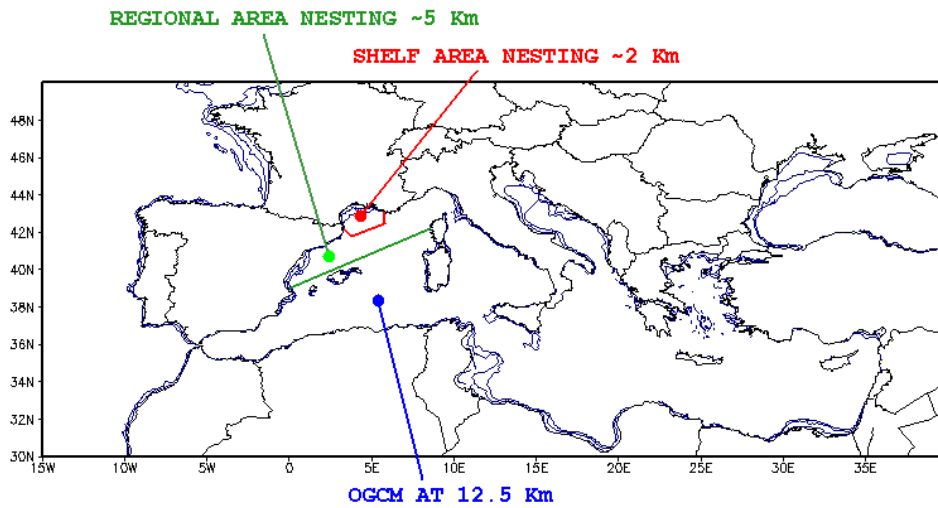 REGIONAL AREA NESTING ~5 Km
SHELF AREA NESTING ~2 Km
48N
46N
44N
42N
40N
38N
36N
34N
32N
30N
15W 10W 5W 0 5E 10E 15E 20E 25E 30E 35E
OGCM AT 12.5 Km